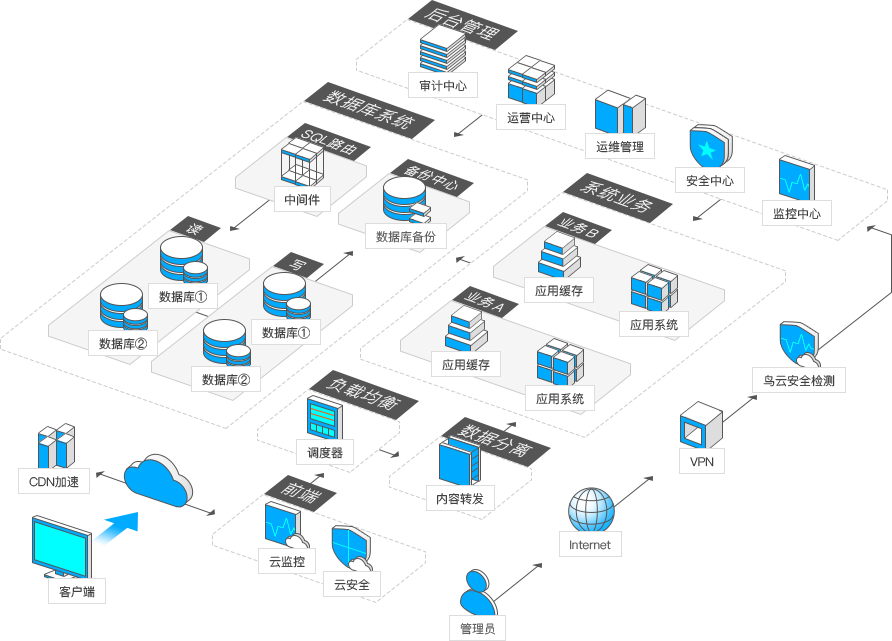 后台管理
审计中心
运营中心
运维管理
安全中心
监控中心
数据库系统
SQL路由
中间件
备份中心
数据库备份
读
数据库①
数据库②
写
数据库①
数据库②
系统业务
业务B
应用缓存
应用系统
业务A
应用缓存
应用系统
负载均衡
调度器
数据分离
内容转发
前端
云监控
云安全
CDN加速
客户端
管理员
Internet
VPN
鸟云安全检测